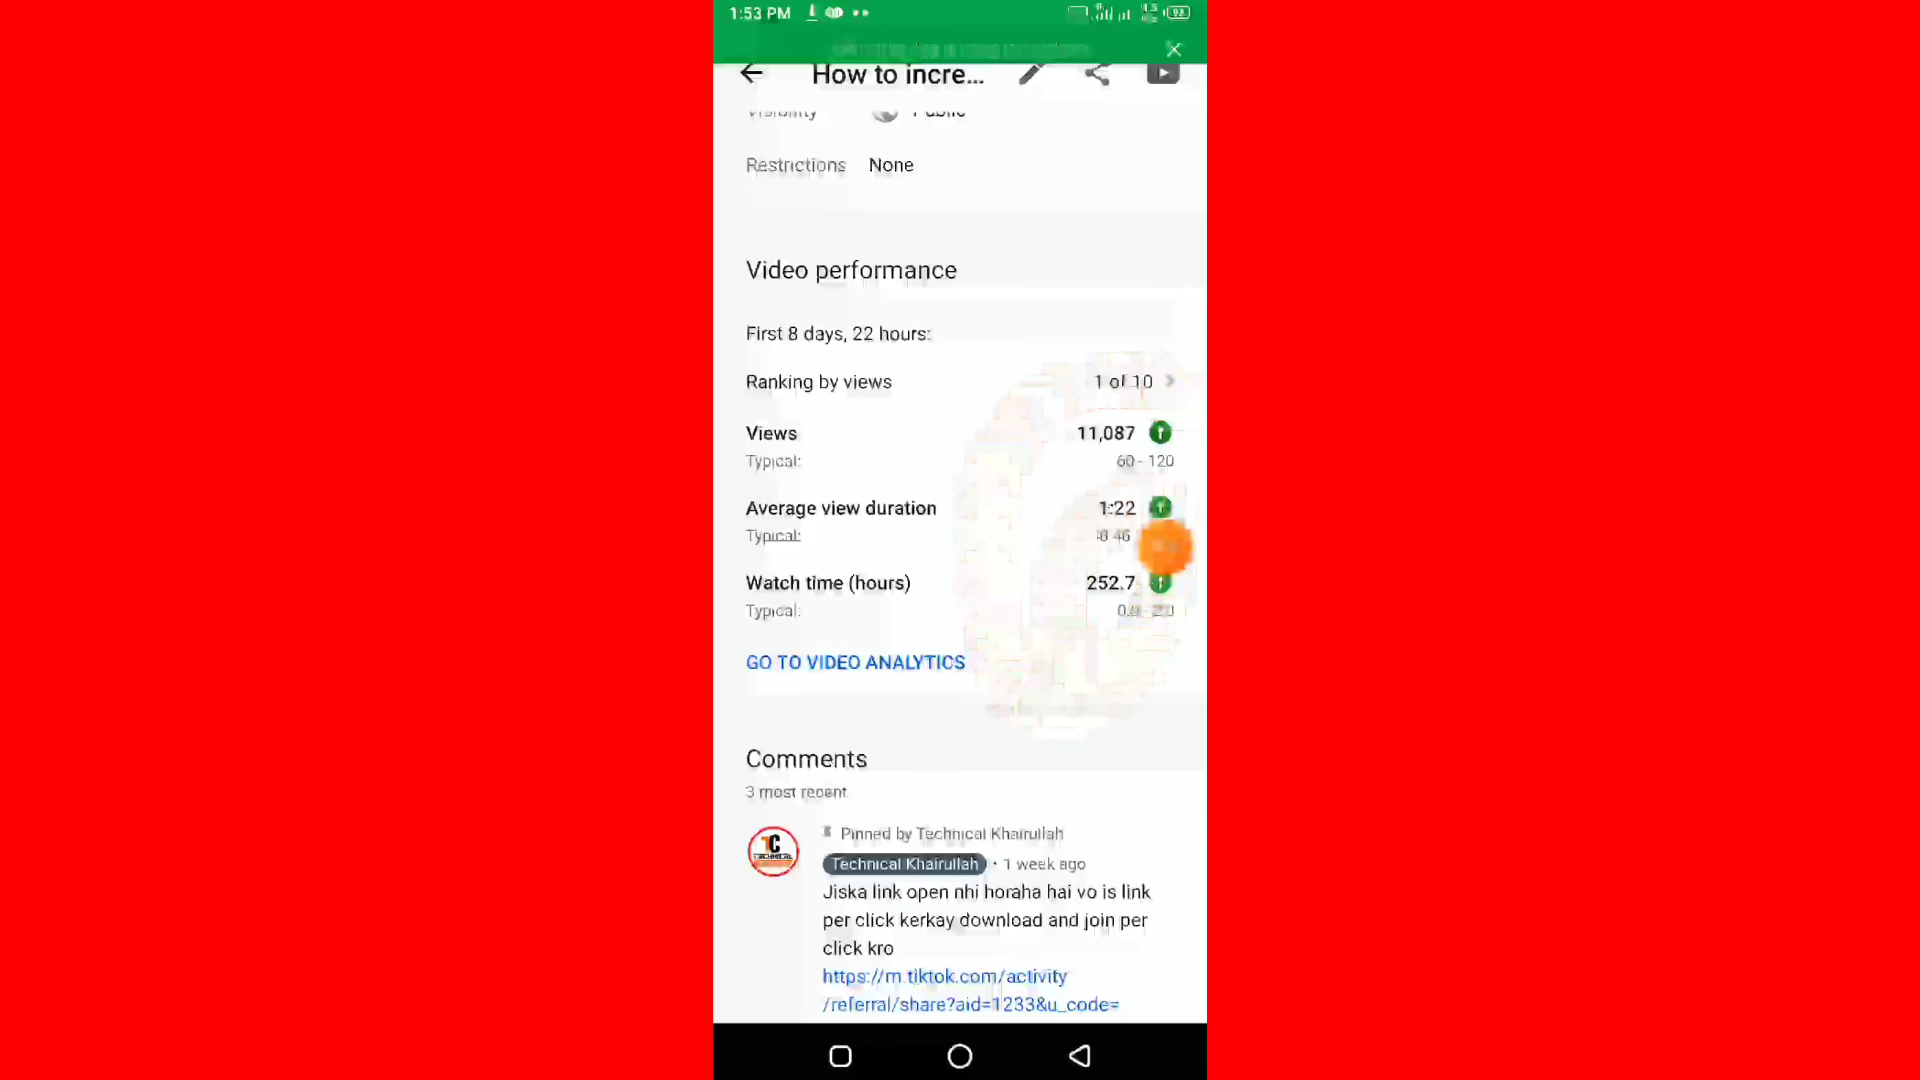 1:53 PM
How to incre...
Visibility Public
Restrictions None
Video performance
First 8 days, 22 hours:
Ranking by views 1 of 10
Views 11,087
Typical: 60 - 120
Average view duration 1:22
Typical:
Watch time (hours) 252.7
Typical:
GO TO VIDEO ANALYTICS
Comments
3 most recent
Pinned by Technical Khairullah
Technical Khairullah • 1 week ago
Jiska link open nhi horaha hai vo is link
per click kerkay download and join per
click kro
https://m.tiktok.com/activity
/referral/share?aid=1233&u_code=